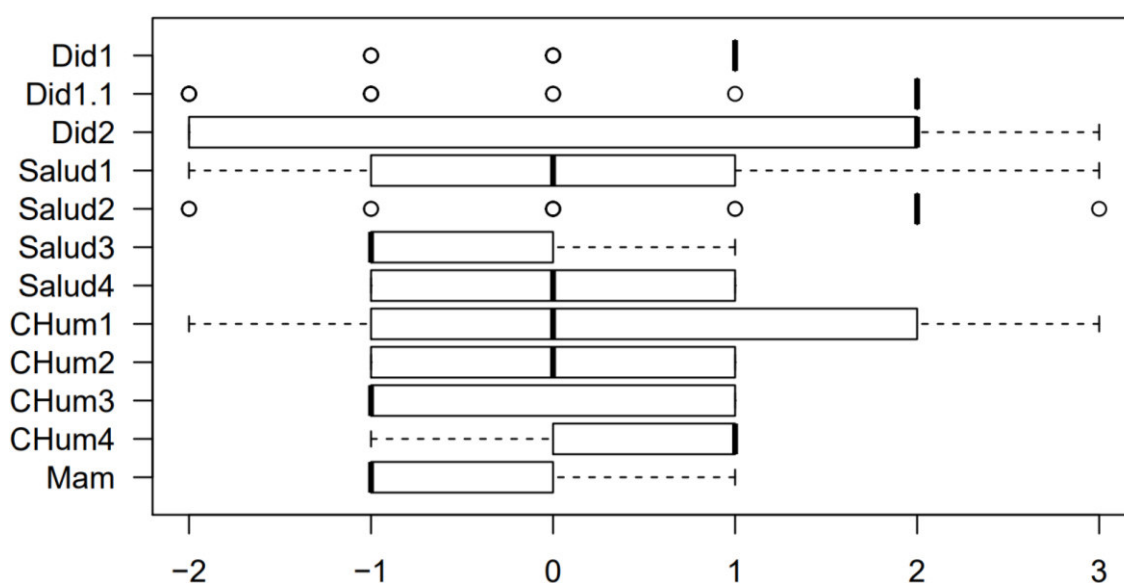 Did1
Did1.1
Did2
Salud1
Salud2
Salud3
Salud4
CHum1
CHum2
CHum3
CHum4
Mam
−2 −1 0 1 2 3